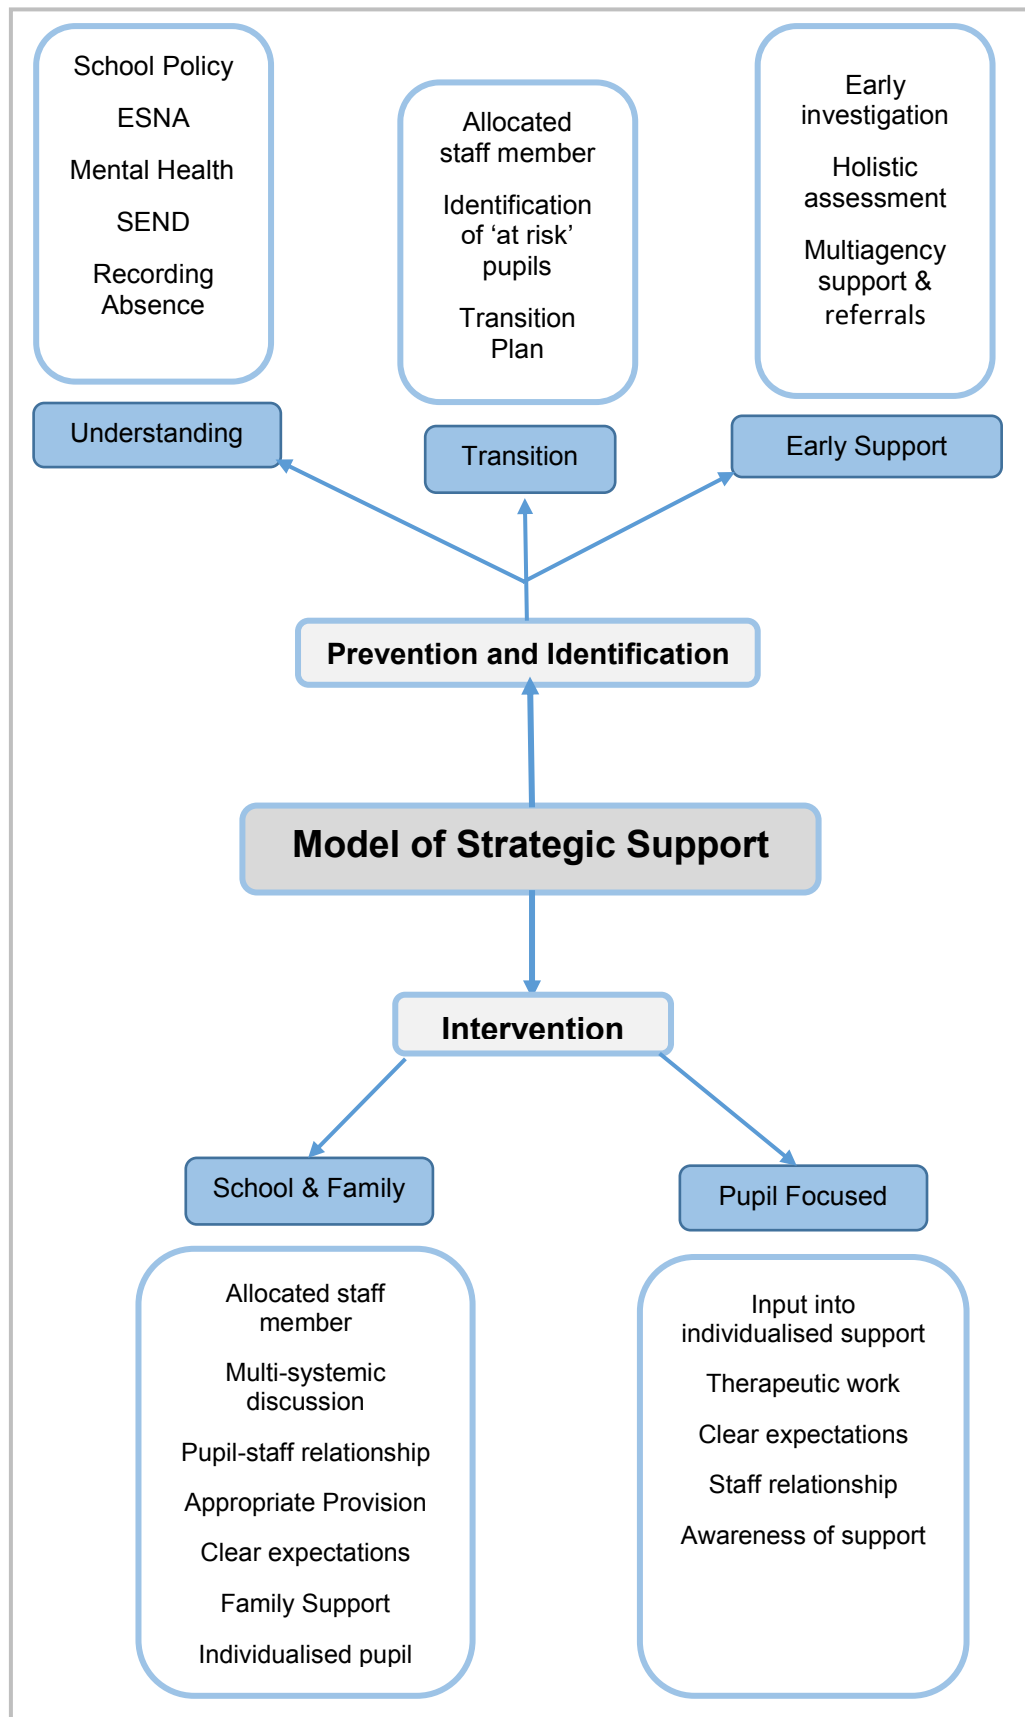 School Policy
ESNA
Mental Health
SEND
Recording
Absence
Allocated
staff member
Identification
of ‘at risk’
pupils
Transition
Plan
Early
investigation
Holistic
assessment
Multiagency
support &
referrals
Understanding
Transition
Early Support
Prevention and Identification
Model of Strategic Support
Intervention
School & Family
Pupil Focused
Allocated staff
member
Multi-systemic
discussion
Pupil-staff relationship
Appropriate Provision
Clear expectations
Family Support
Individualised pupil
Input into
individualised support
Therapeutic work
Clear expectations
Staff relationship
Awareness of support